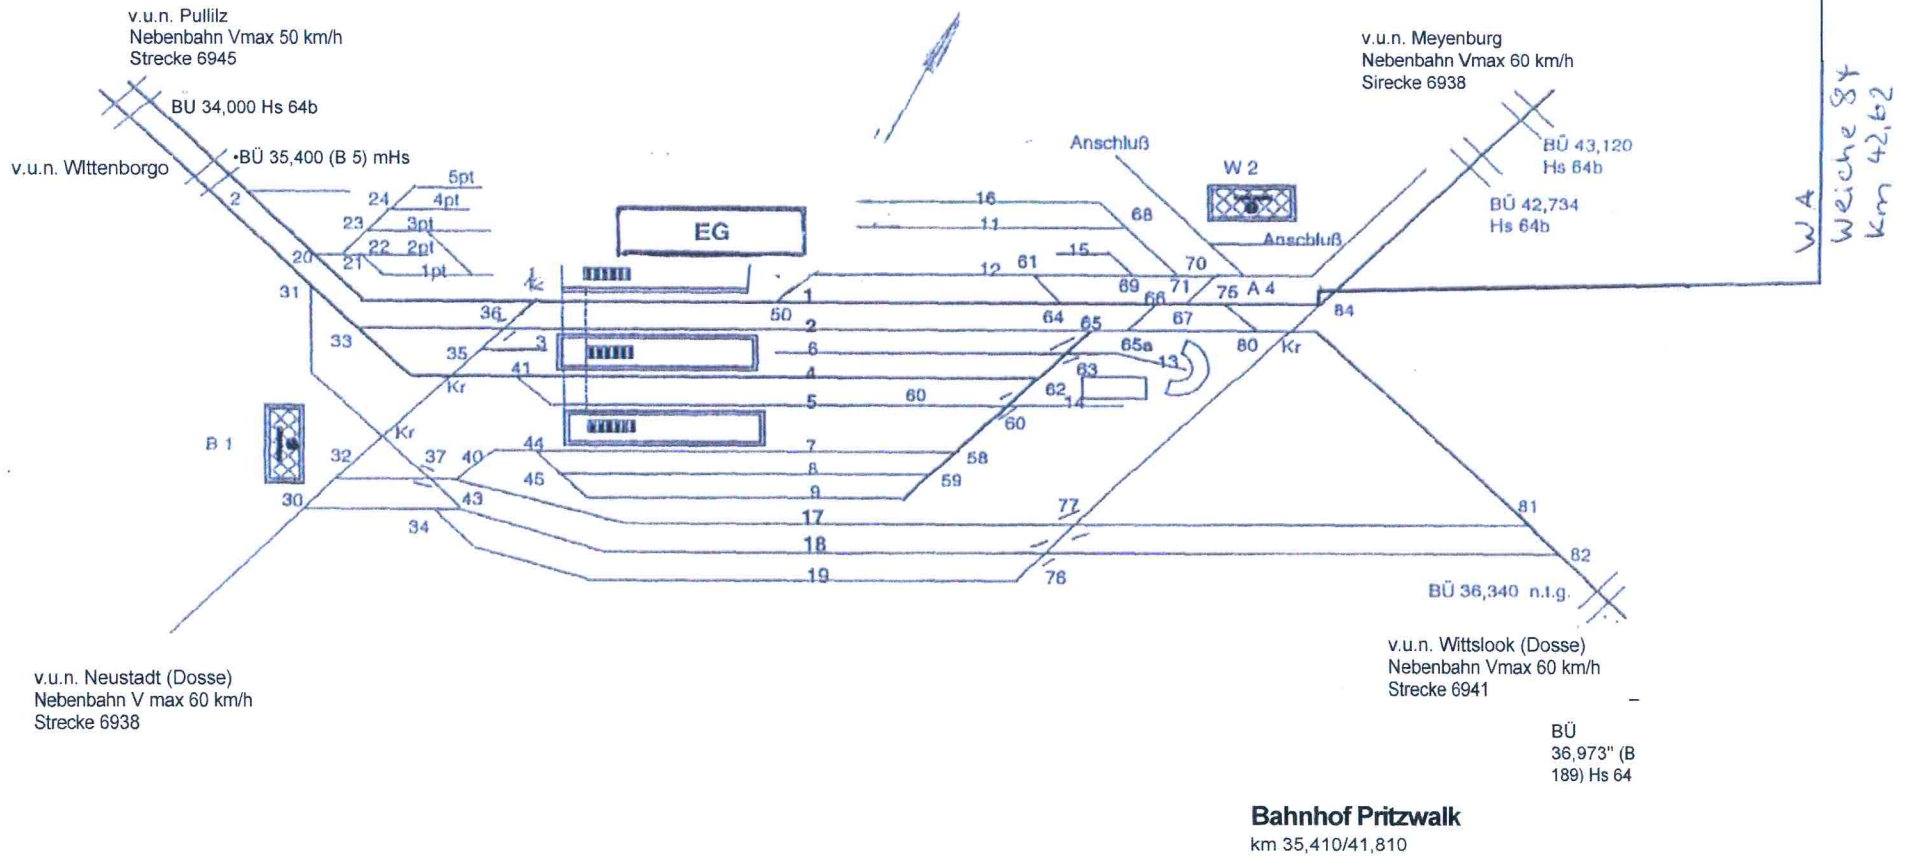 v.u.n. Pullilz
Nebenbahn Vmax 50 km/h
Strecke 6945
BÜ 34,000 Hs 64b
•BÜ 35,400 (B 5) mHs
v.u.n. WIttenborgo
v.u.n. Meyenburg
Nebenbahn Vmax 60 km/h
Sirecke 6938
BÜ 43,120
Hs 64b
BÜ 42,734
Hs 64b
W A
Weiche 84
Km 42,62
Anschluß
W 2
Anschluß
EG
2
5pt
24
4pt
23
3pt
22
2pt
20
21
1pt
31
16
68
11
15
61
12
70
69
71
66
75
A 4
84
1
36
50
64
2
65
67
33
3
35
6
65a
13
80
Kr
41
4
63
Kr
62
60
5
14
60
B 1
Kr
32
37
40
44
7
58
8
45
59
9
30
43
77
17
81
34
18
82
19
76
BÜ 36,340 n.t.g.
v.u.n. Wittslook (Dosse)
Nebenbahn Vmax 60 km/h
Strecke 6941
v.u.n. Neustadt (Dosse)
Nebenbahn V max 60 km/h
Strecke 6938
BÜ
36,973" (B
189) Hs 64
Bahnhof Pritzwalk
km 35,410/41,810